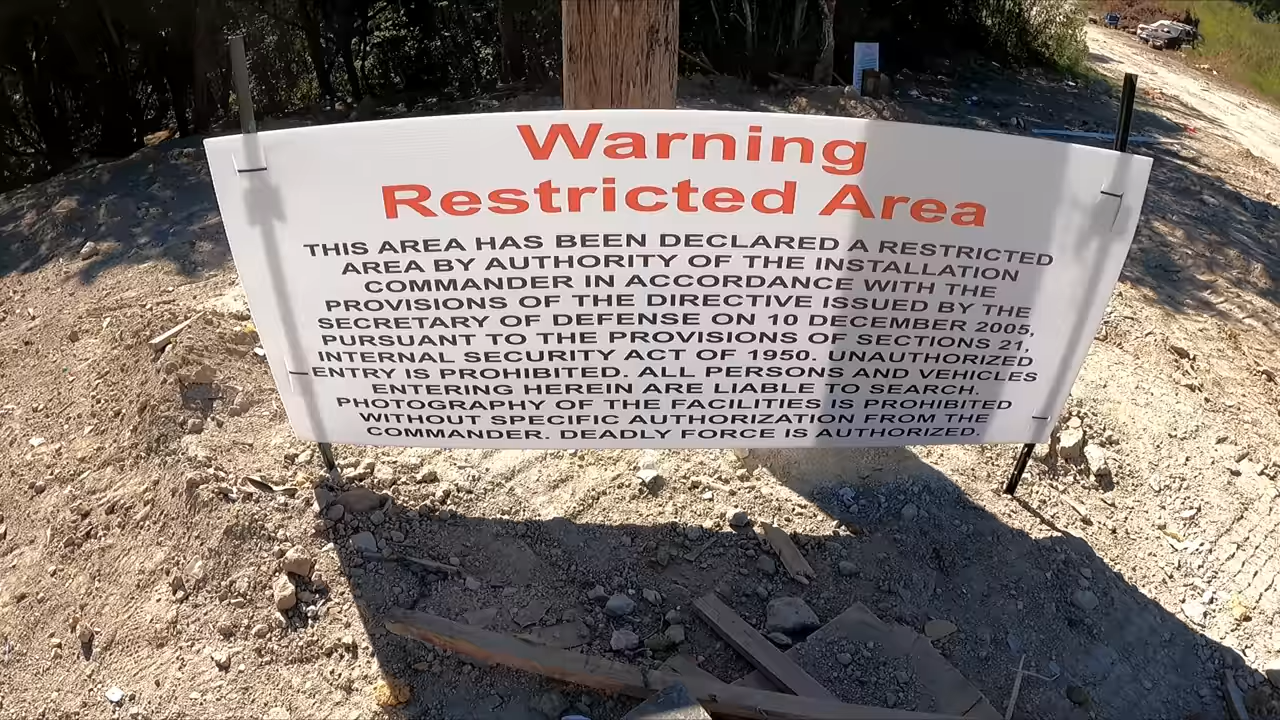 Warning
Restricted Area
THIS AREA HAS BEEN DECLARED A RESTRICTED
AREA BY AUTHORITY OF THE INSTALLATION
COMMANDER IN ACCORDANCE WITH THE
PROVISIONS OF THE DIRECTIVE ISSUED BY THE
SECRETARY OF DEFENSE ON 10 DECEMBER 2005,
PURSUANT TO THE PROVISIONS OF SECTIONS 21,
INTERNAL SECURITY ACT OF 1950. UNAUTHORIZED
ENTRY IS PROHIBITED. ALL PERSONS AND VEHICLES
ENTERING HEREIN ARE LIABLE TO SEARCH.
PHOTOGRAPHY OF THE FACILITIES IS PROHIBITED
WITHOUT SPECIFIC AUTHORIZATION FROM THE
COMMANDER. DEADLY FORCE IS AUTHORIZED.